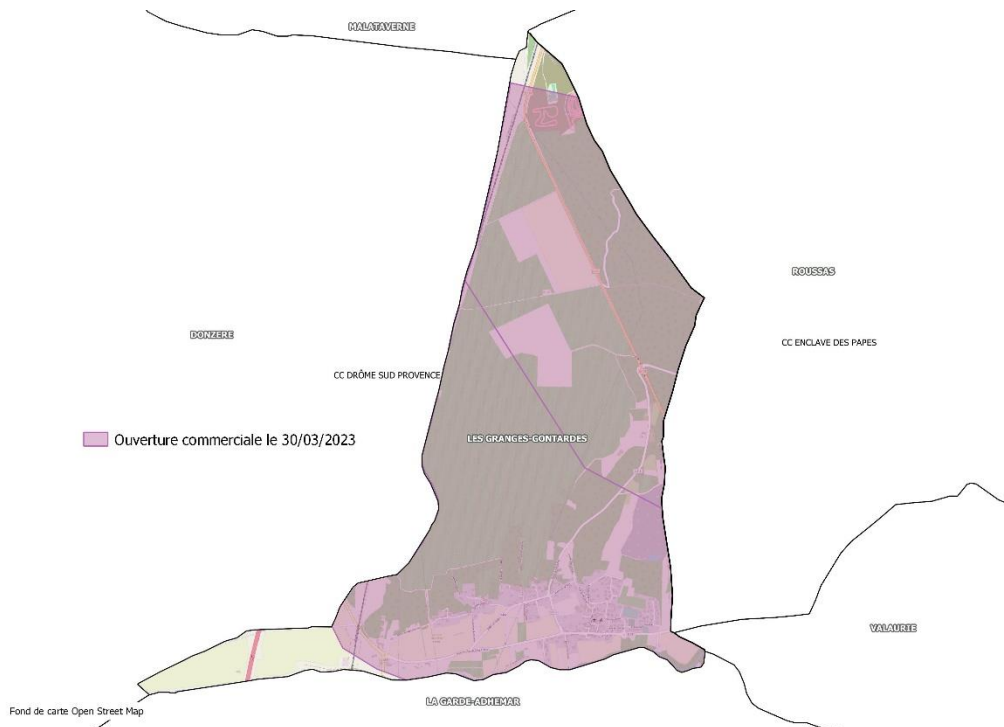 MALATAVERNE
ROUSSAS
DONZERE
CC ENCLAVE DES PAPES
CC DRÔME SUD PROVENCE
Ouverture commerciale le 30/03/2023
LES GRANGES-GONTARDES
VALAURIE
LA GARDE-ADHEMAR
Fond de carte Open Street Map